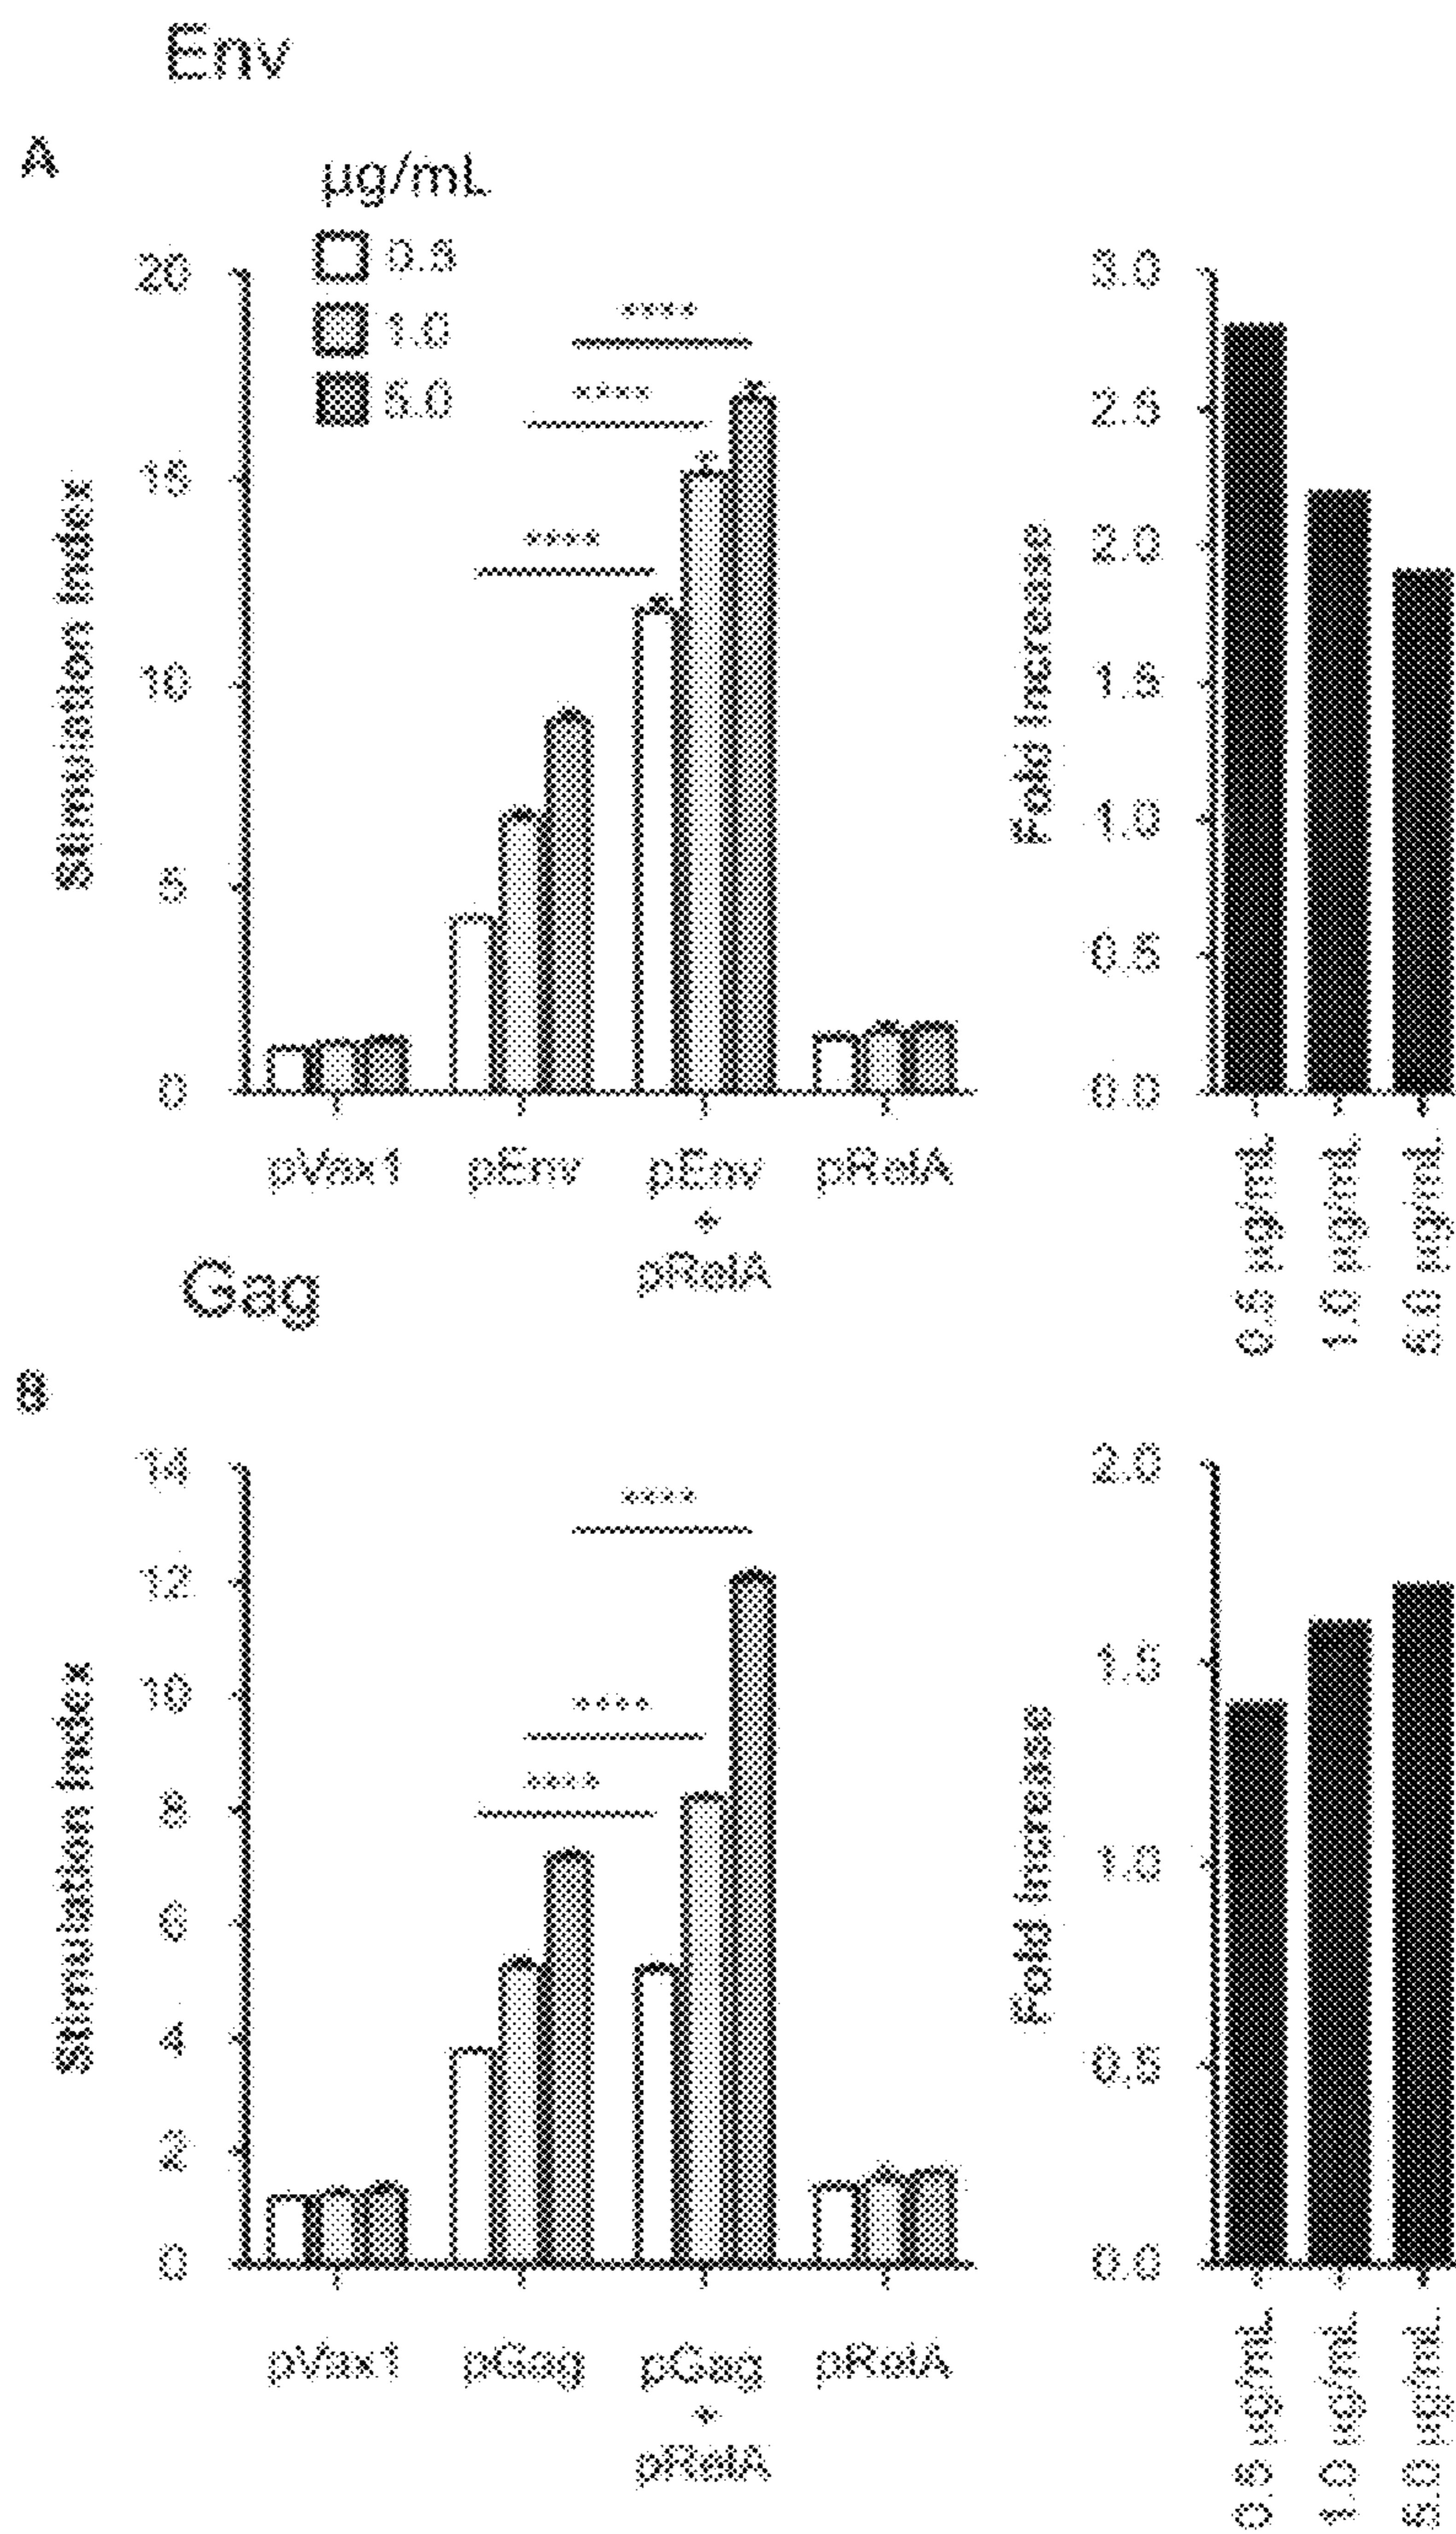 Env
A
µg/mL
0.5
1.0
5.0
****
****
****
20
15
10
5
0
Stimulation Index
pVax1
pEnv
pEnv
+
pRelA
pRelA
3.0
2.5
2.0
1.5
1.0
0.5
0.0
Fold Increase
0.5 µg/mL
1.0 µg/mL
5.0 µg/mL
Gag
B
****
****
****
14
12
10
8
6
4
2
0
Stimulation Index
pVax1
pGag
pGag
+
pRelA
pRelA
2.0
1.5
1.0
0.5
0.0
Fold Increase
0.5 µg/mL
1.0 µg/mL
5.0 µg/mL